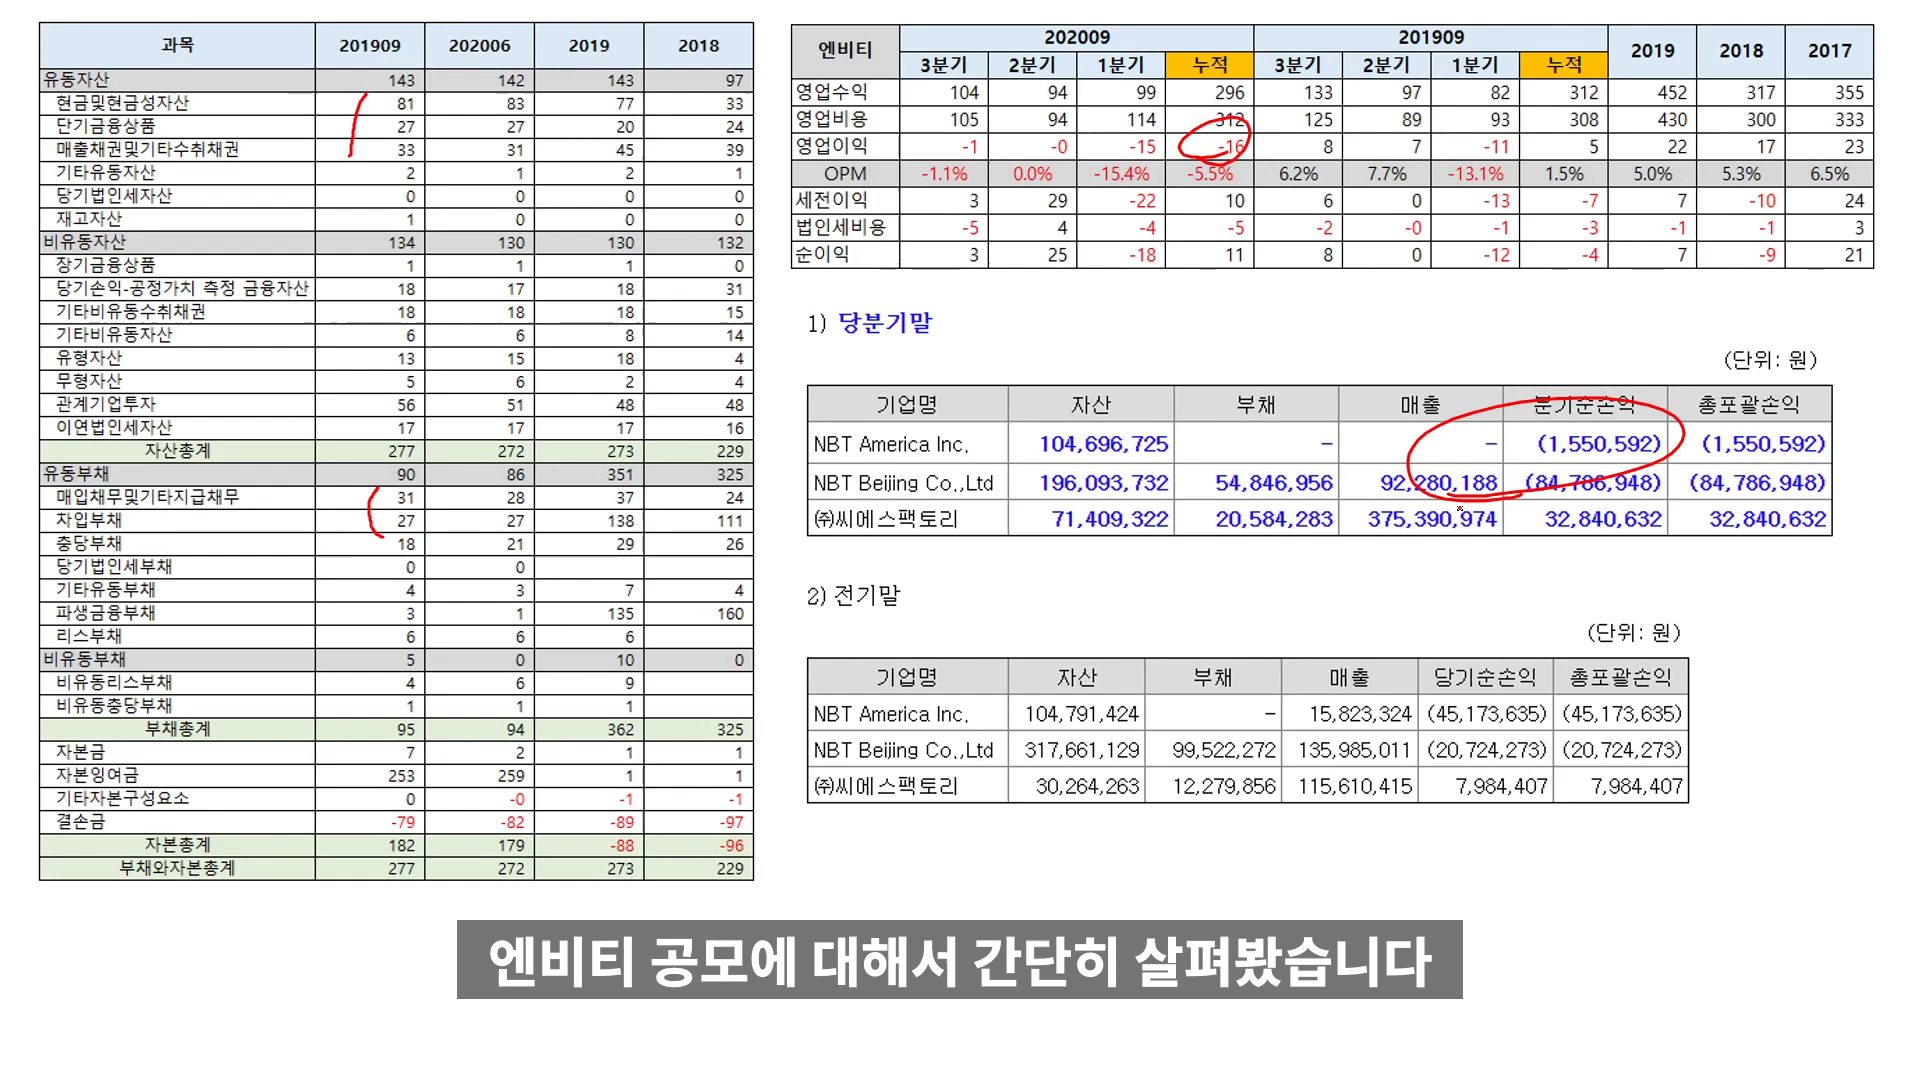 과목 201909 202006 2019 2018
유동자산 143 142 143 97
현금및현금성자산 81 83 77 33
단기금융상품 27 27 20 24
매출채권및기타수취채권 33 31 45 39
기타유동자산 2 1 2 1
당기법인세자산 0 0 0 0
재고자산 1 0 0 0
비유동자산 134 130 130 132
장기금융상품 1 1 1 0
당기손익-공정가치 측정 금융자산 18 17 18 31
기타비유동수취채권 18 18 18 15
기타비유동자산 6 6 8 14
유형자산 13 15 18 4
무형자산 5 6 2 4
관계기업투자 56 51 48 48
이연법인세자산 17 17 17 16
자산총계 277 272 273 229
유동부채 90 86 351 325
매입채무및기타지급채무 31 28 37 24
차입부채 27 27 138 111
충당부채 18 21 29 26
당기법인세부채 0 0
기타유동부채 4 3 7 4
파생금융부채 3 1 135 160
리스부채 6 6 6
비유동부채 5 0 10 0
비유동리스부채 4 6 9
비유동충당부채 1 1 1
부채총계 95 94 362 325
자본금 7 2 1 1
자본잉여금 253 259 1 1
기타자본구성요소 0 -0 -1 -1
결손금 -79 -82 -89 -97
자본총계 182 179 -88 -96
부채와자본총계 277 272 273 229
엔비티 202009 201909 2019 2018 2017
3분기 2분기 1분기 누적 3분기 2분기 1분기 누적
영업수익 104 94 99 296 133 97 82 312 452 317 355
영업비용 105 94 114 312 125 89 93 308 430 300 333
영업이익 -1 -0 -15 -16 8 7 -11 5 22 17 23
OPM -1.1% 0.0% -15.4% -5.5% 6.2% 7.7% -13.1% 1.5% 5.0% 5.3% 6.5%
세전이익 3 29 -22 10 6 0 -13 -7 7 -10 24
법인세비용 -5 4 -4 -5 -2 -0 -1 -3 -1 -1 3
순이익 3 25 -18 11 8 0 -12 -4 7 -9 21
1) 당분기말
(단위: 원)
기업명 자산 부채 매출 분기순손익 총포괄손익
NBT America Inc. 104,696,725 – – (1,550,592) (1,550,592)
NBT Beijing Co.,Ltd 196,093,732 54,846,956 92,280,188 (84,786,948) (84,786,948)
㈜씨에스팩토리 71,409,322 20,584,283 375,390,974 32,840,632 32,840,632
2) 전기말
(단위: 원)
기업명 자산 부채 매출 당기순손익 총포괄손익
NBT America Inc. 104,791,424 – 15,823,324 (45,173,635) (45,173,635)
NBT Beijing Co.,Ltd 317,661,129 99,522,272 135,985,011 (20,724,273) (20,724,273)
㈜씨에스팩토리 30,264,263 12,279,856 115,610,415 7,984,407 7,984,407
엔비티 공모에 대해서 간단히 살펴봤습니다